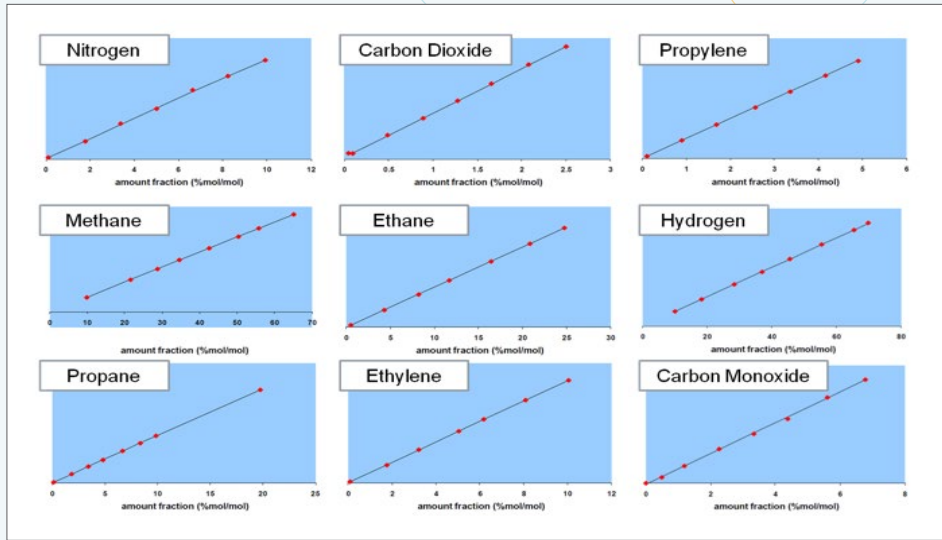 Nitrogen
0 2 4 6 8 10 12
amount fraction (%mol/mol)
Carbon Dioxide
0 0.5 1 1.5 2 2.5 3
amount fraction (%mol/mol)
Propylene
0 1 2 3 4 5 6
amount fraction (%mol/mol)
Methane
0 10 20 30 40 50 60 70
amount fraction (%mol/mol)
Ethane
0 5 10 15 20 25 30
amount fraction (%mol/mol)
Hydrogen
0 20 40 60 80
amount fraction (%mol/mol)
Propane
0 5 10 15 20 25
amount fraction (%mol/mol)
Ethylene
0 2 4 6 8 10 12
amount fraction (%mol/mol)
Carbon Monoxide
0 2 4 6 8
amount fraction (%mol/mol)